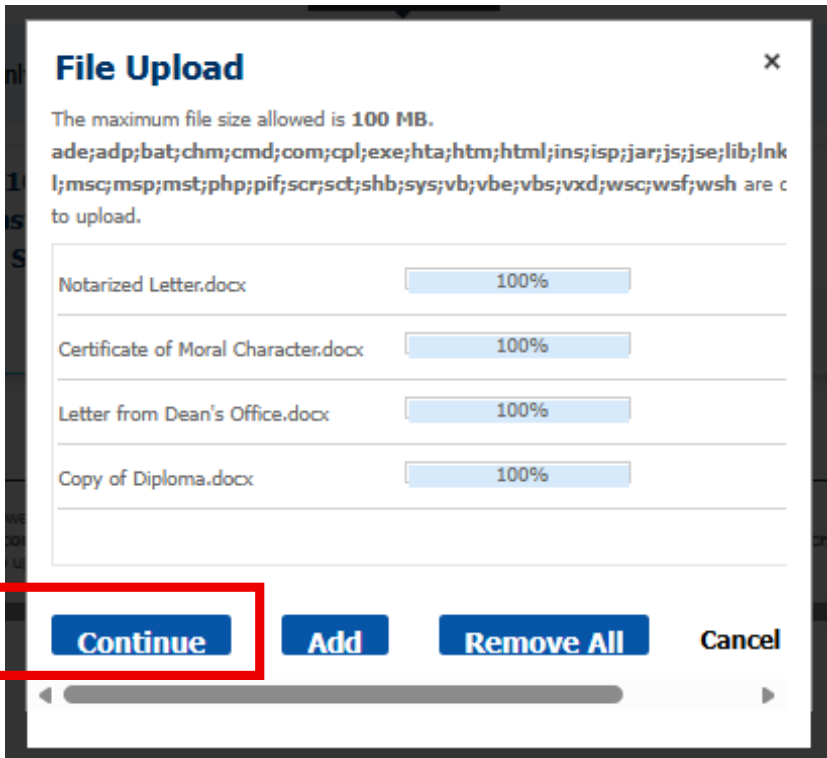 File Upload ×
The maximum file size allowed is 100 MB.
ade;adp;bat;chm;cmd;com;cpl;exe;hta;htm;html;ins;isp;jar;js;jse;lib;lnk
l;msc;msp;mst;php;pif;scr;sct;shb;sys;vb;vbe;vbs;vxd;wsc;wsf;wsh are
to upload.
Notarized Letter.docx 100%
Certificate of Moral Character.docx 100%
Letter from Dean's Office.docx 100%
Copy of Diploma.docx 100%
Continue Add Remove All Cancel